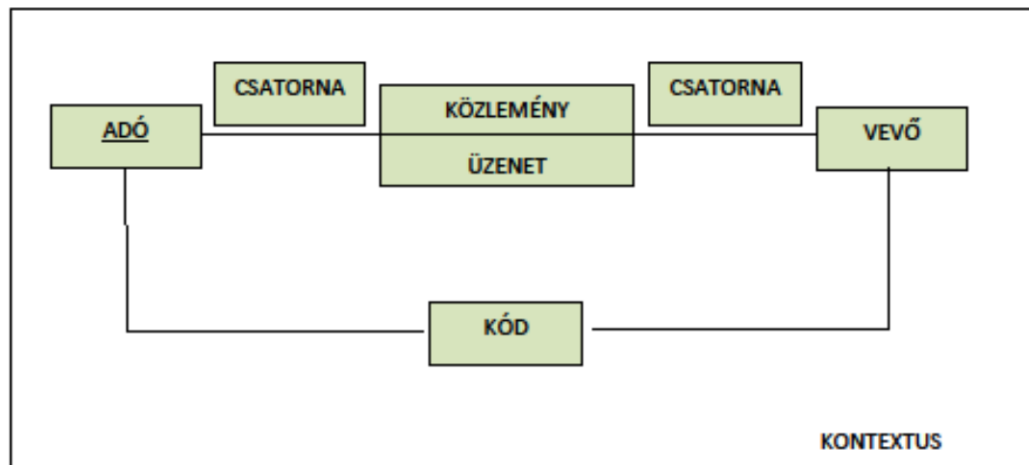 CSATORNA
CSATORNA
ADÓ
KÖZLEMÉNY
ÜZENET
VEVŐ
KÓD
KONTEXTUS